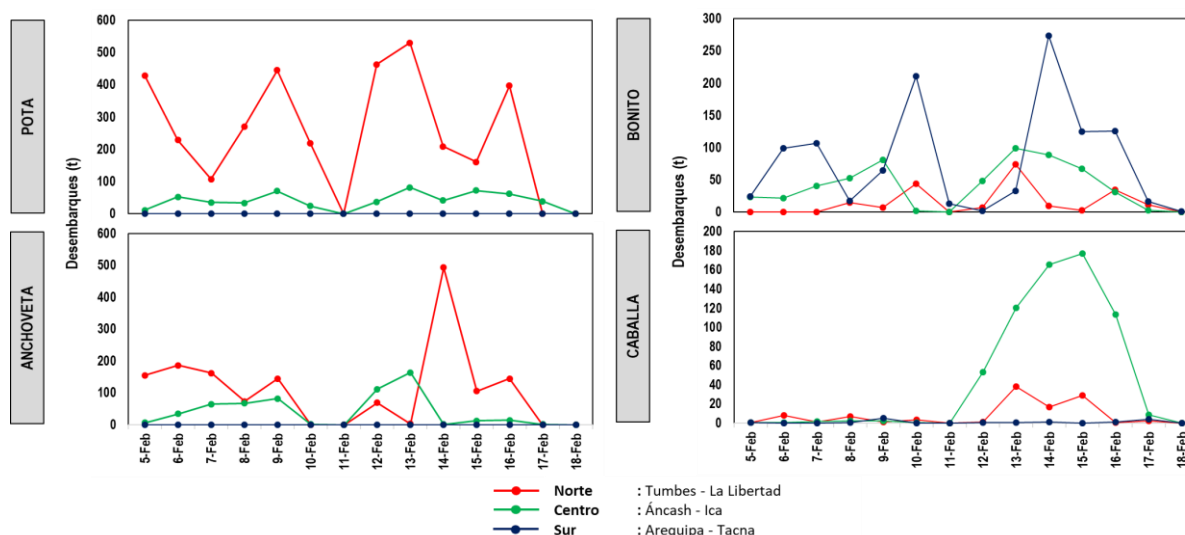 POTA
Desembarques (t)
600
500
400
300
200
100
0
ANCHOVETA
600
500
400
300
200
100
0
5-Feb
6-Feb
7-Feb
8-Feb
9-Feb
10-Feb
11-Feb
12-Feb
13-Feb
14-Feb
15-Feb
16-Feb
17-Feb
18-Feb
BONITO
Desembarques (t)
300
250
200
150
100
50
0
CABALLA
200
180
160
140
120
100
80
60
40
20
0
5-Feb
6-Feb
7-Feb
8-Feb
9-Feb
10-Feb
11-Feb
12-Feb
13-Feb
14-Feb
15-Feb
16-Feb
17-Feb
18-Feb
Norte : Tumbes - La Libertad
Centro : Áncash - Ica
Sur : Arequipa - Tacna